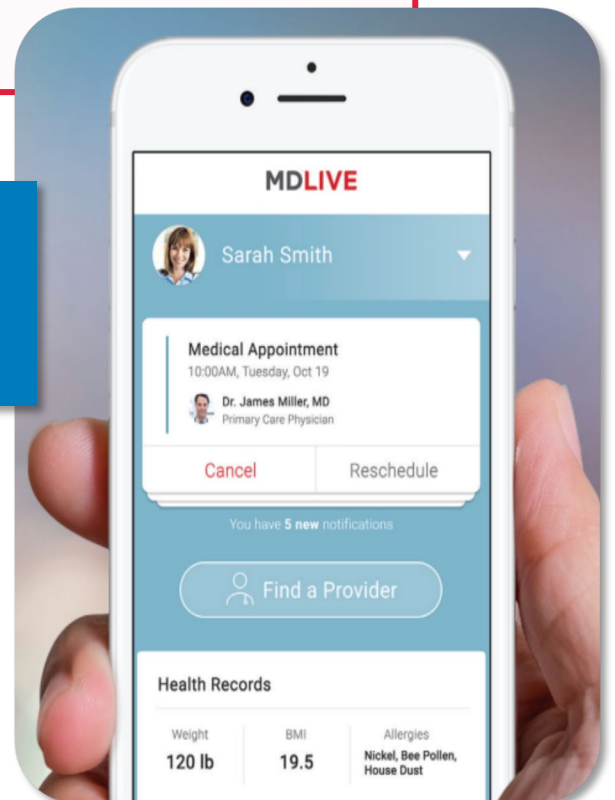 MDLIVE
Sarah Smith
Medical Appointment
10:00AM, Tuesday, Oct 19
Dr. James Miller, MD
Primary Care Physician
Cancel
Reschedule
You have 5 new notifications
Find a Provider
Health Records
Weight
BMI
Allergies
120 lb
19.5
Nickel, Bee Pollen,
House Dust